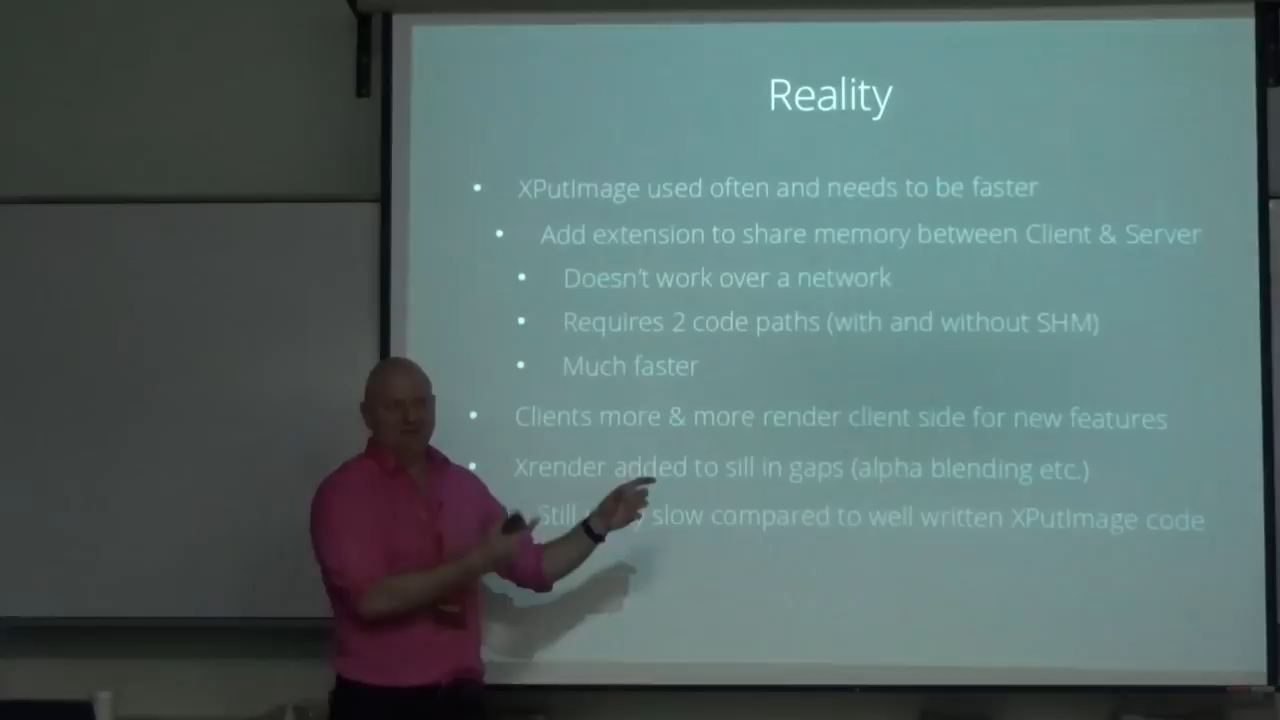 Reality
• XPutImage used often and needs to be faster
• Add extension to share memory between Client & Server
• Doesn't work over a network
• Requires 2 code paths (with and without SHM)
• Much faster
• Clients more & more render client side for new features
• Xrender added to sill in gaps (alpha blending etc.)
Still slow compared to well written XPutImage code